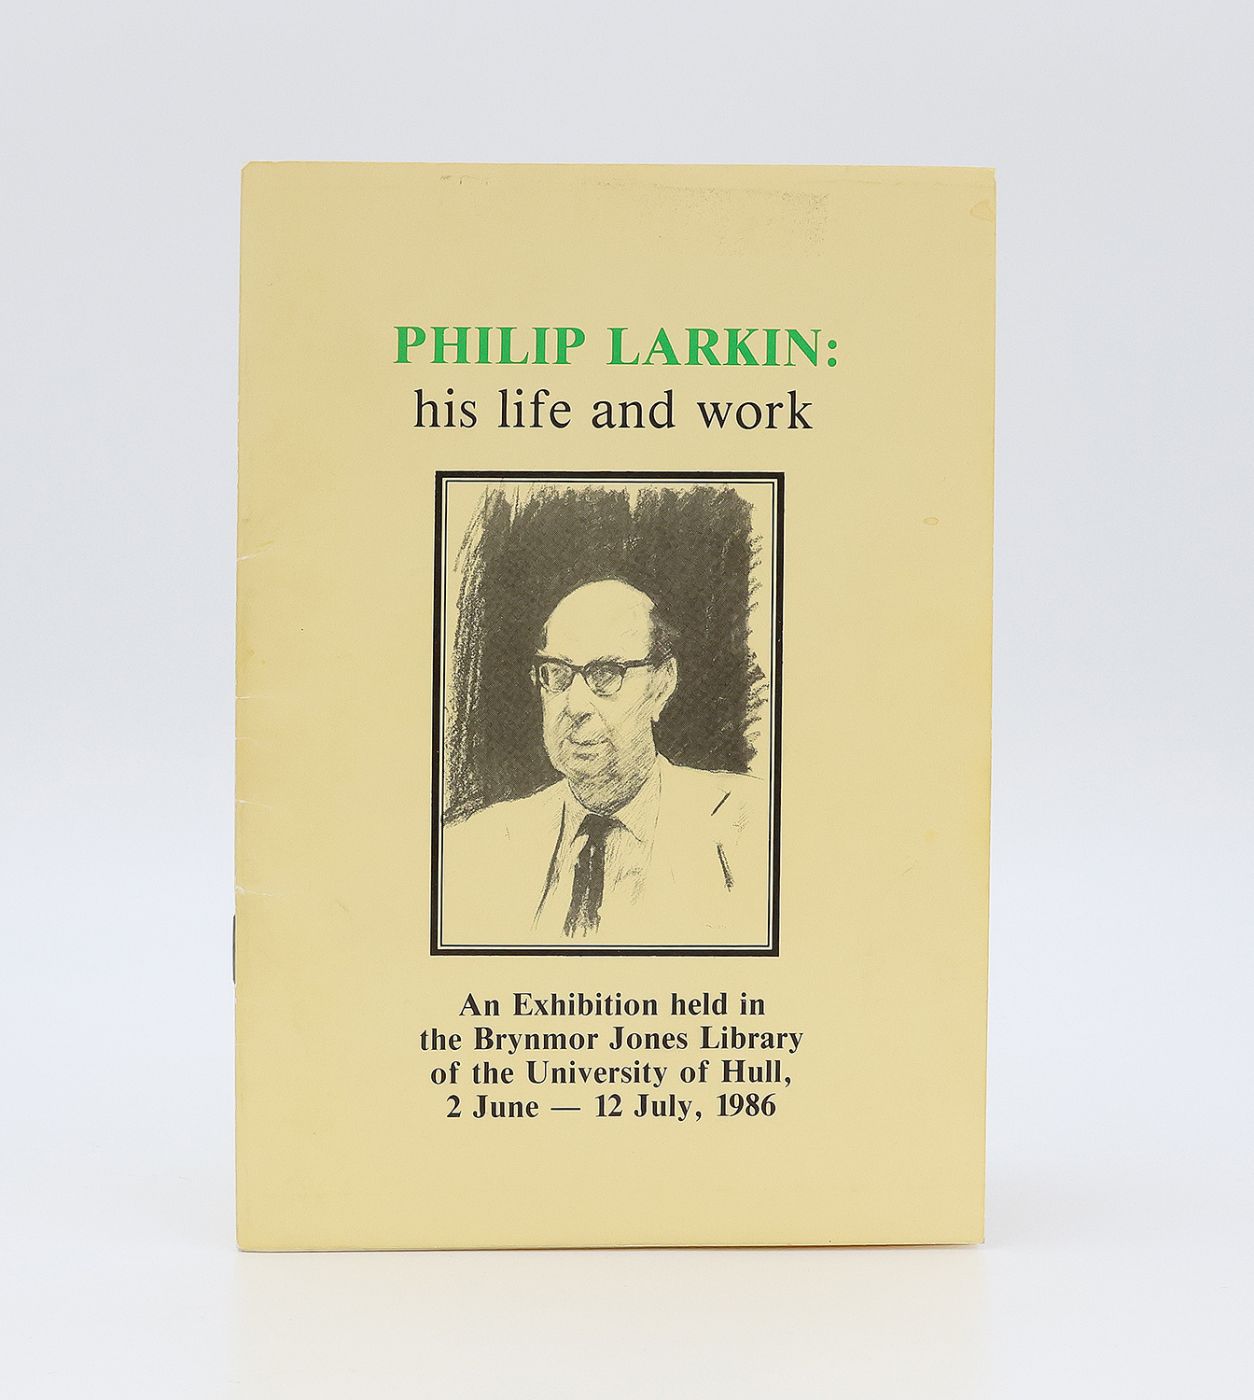 PHILIP LARKIN:
his life and work
An Exhibition held in
the Brynmor Jones Library
of the University of Hull,
2 June — 12 July, 1986